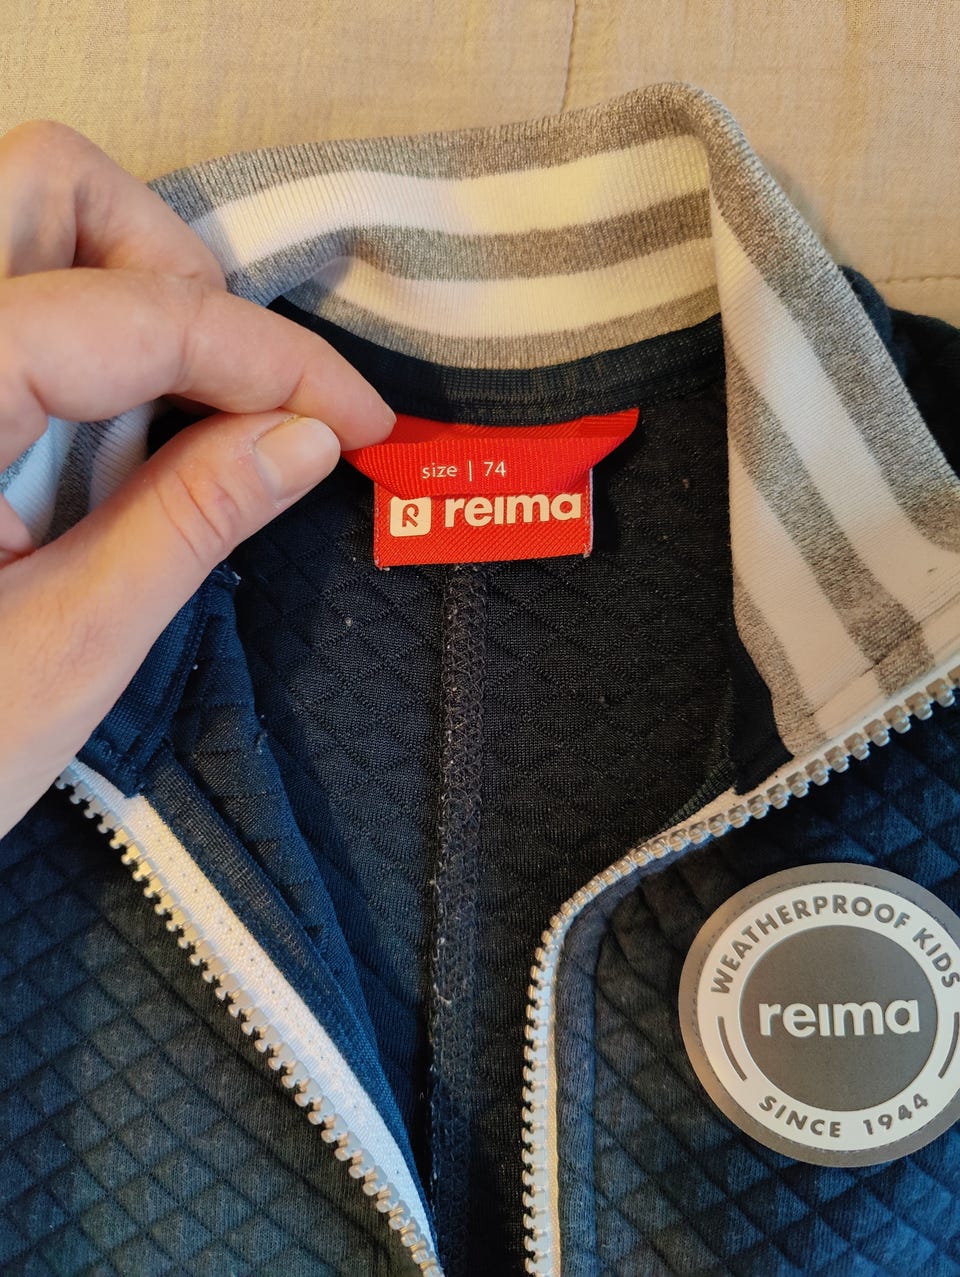 size | 74
reima
WEATHERPROOF KIDS
reima
SINCE 1944